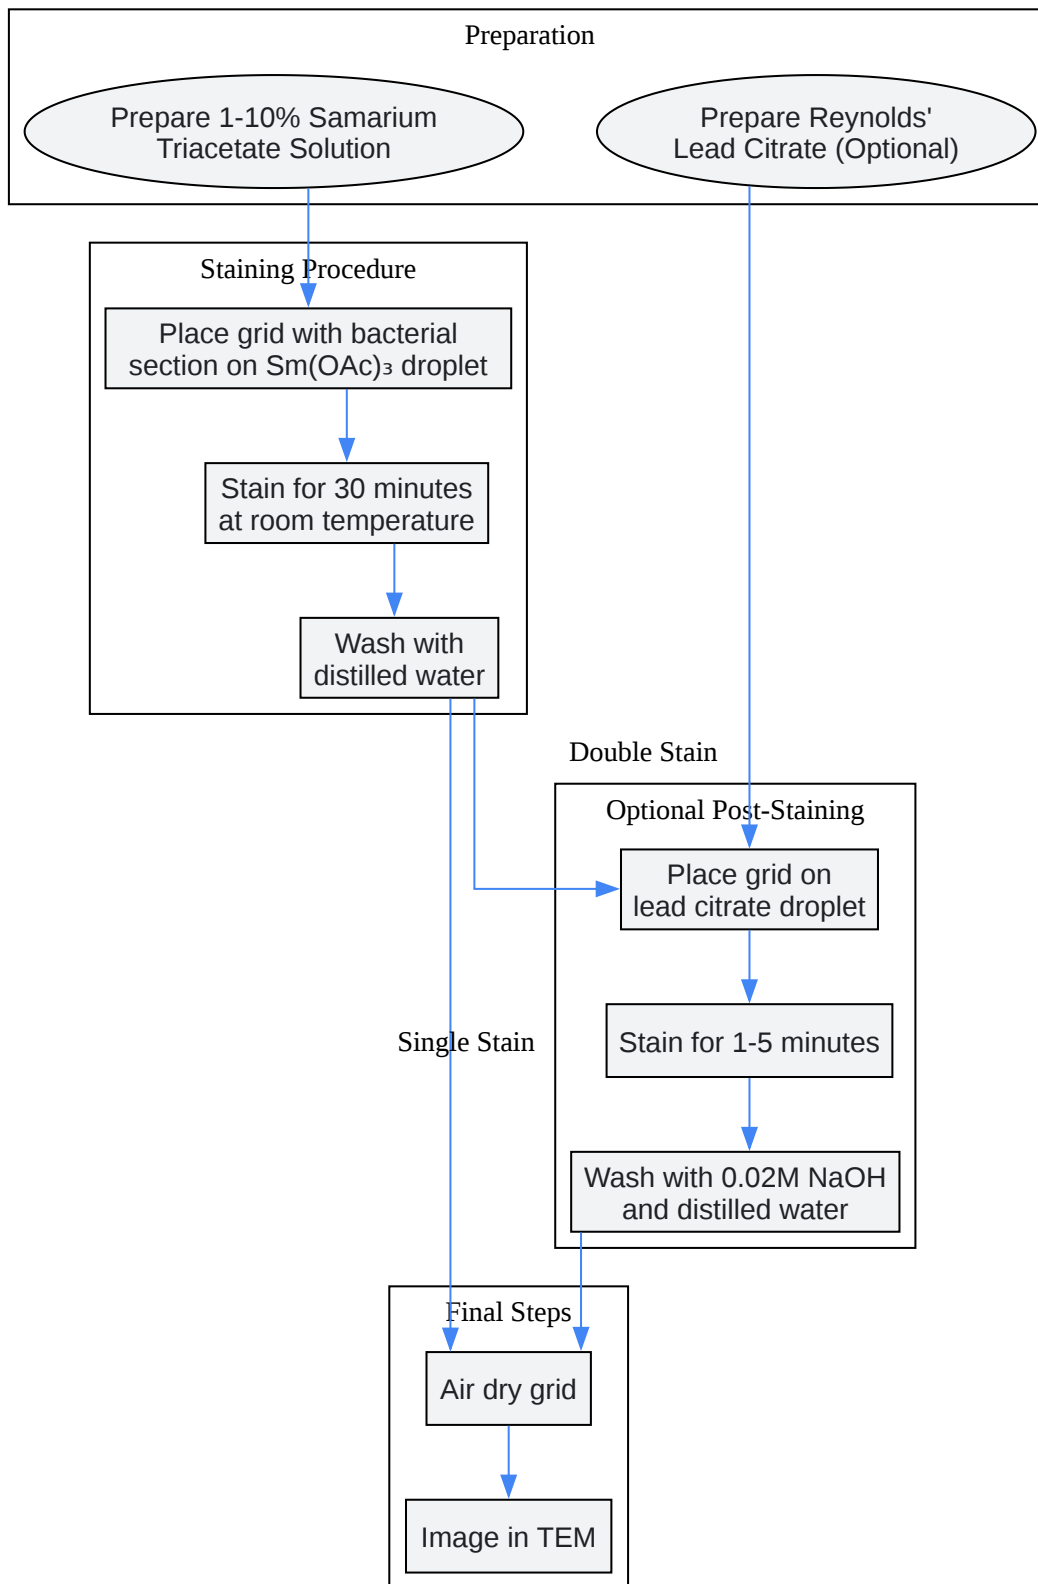 Preparation
Prepare 1-10% Samarium
Triacetate Solution
Prepare Reynolds'
Lead Citrate (Optional)
Staining Procedure
Place grid with bacterial
section on Sm(OAc)₃ droplet
Stain for 30 minutes
at room temperature
Wash with
distilled water
Double Stain
Optional Post-Staining
Place grid on
lead citrate droplet
Single Stain
Stain for 1-5 minutes
Wash with 0.02M NaOH
and distilled water
Final Steps
Air dry grid
Image in TEM